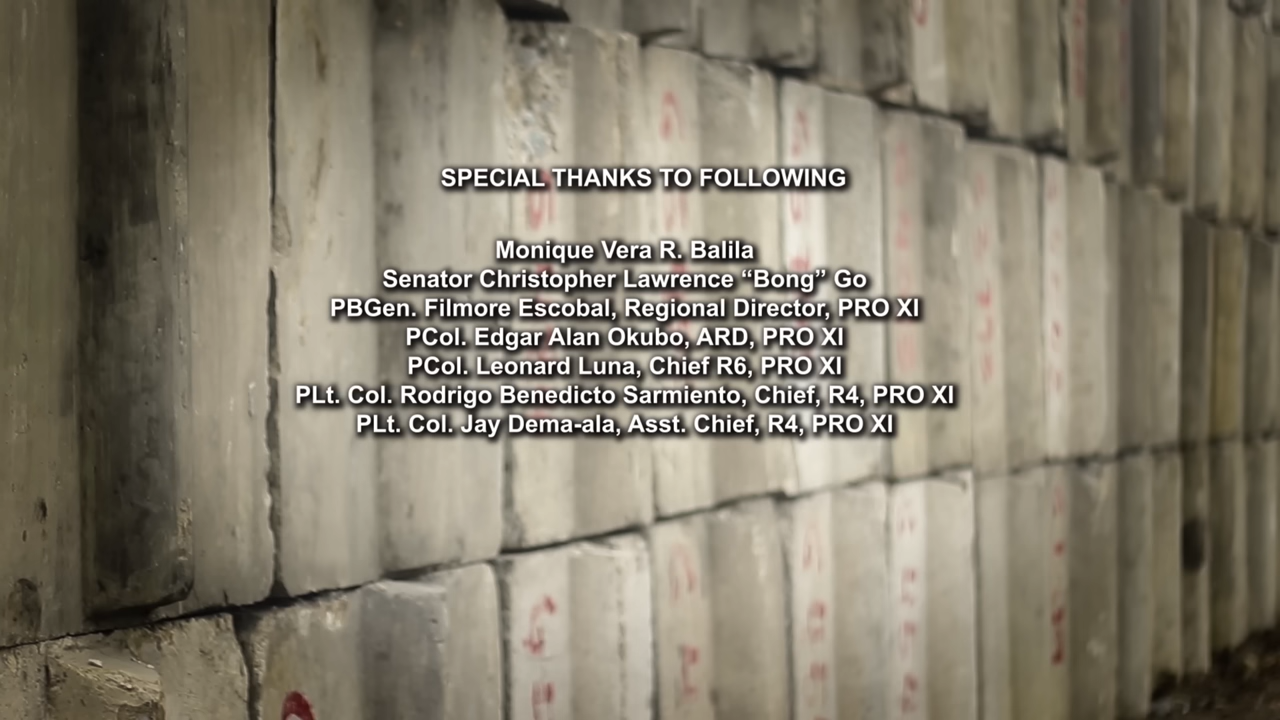 SPECIAL THANKS TO FOLLOWING
Monique Vera R. Balila
Senator Christopher Lawrence “Bong” Go
PBGen. Filmore Escobal, Regional Director, PRO XI
PCol. Edgar Alan Okubo, ARD, PRO XI
PCol. Leonard Luna, Chief R6, PRO XI
PLt. Col. Rodrigo Benedicto Sarmiento, Chief, R4, PRO XI
PLt. Col. Jay Dema-ala, Asst. Chief, R4, PRO XI